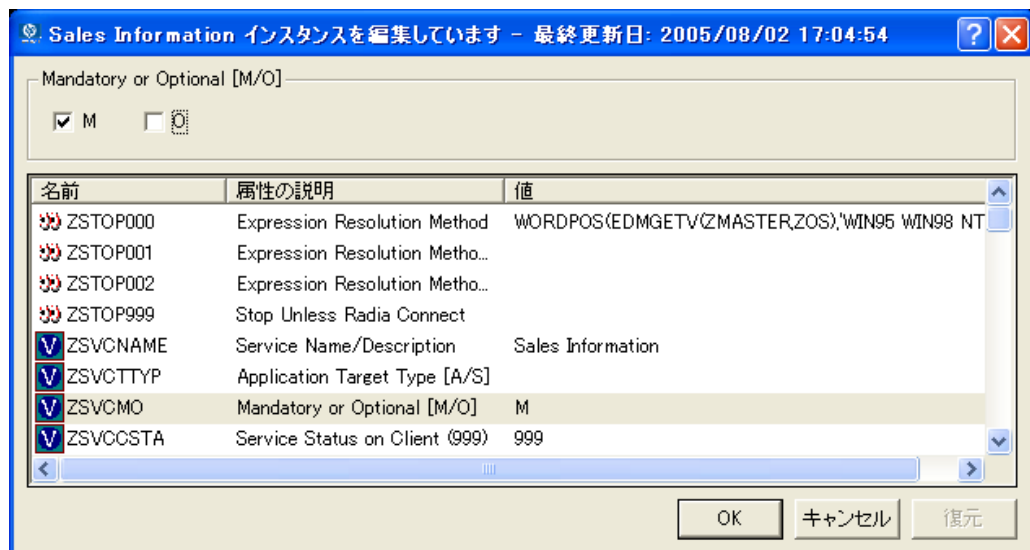 Sales Information インスタンスを編集しています - 最終更新日: 2005/08/02 17:04:54
Mandatory or Optional [M/O]
M O
名前 属性の説明 値
ZSTOP000 Expression Resolution Method WORDPOS(EDMGETV(ZMASTER,ZOS),'WIN95 WIN98 NT
ZSTOP001 Expression Resolution Metho...
ZSTOP002 Expression Resolution Metho...
ZSTOP999 Stop Unless Radia Connect
V ZSVCNAME Service Name/Description Sales Information
V ZSVCTTYP Application Target Type [A/S]
V ZSVCMO Mandatory or Optional [M/O] M
V ZSVCCSTA Service Status on Client (999) 999
OK キャンセル 復元